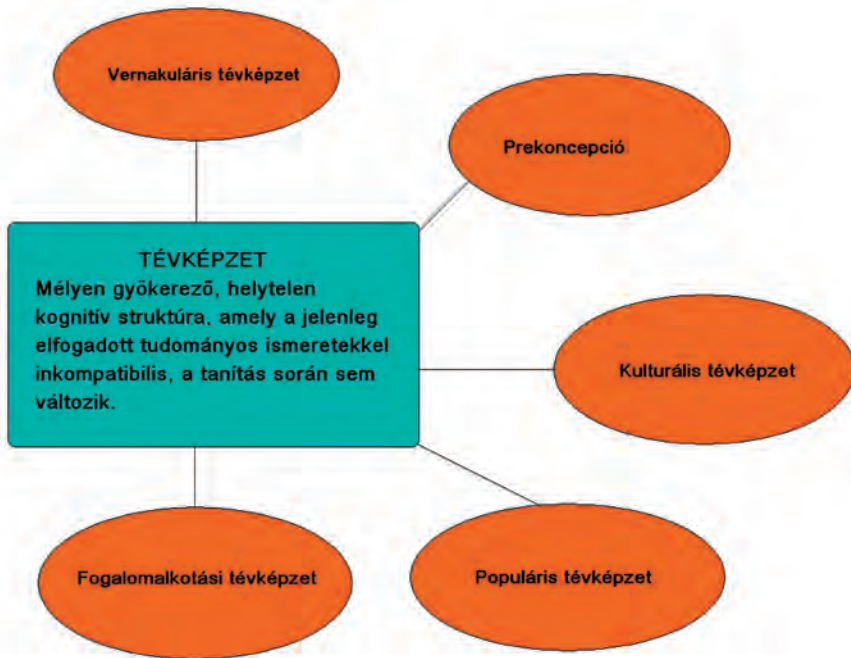 Vernakuláris tévképzet
Prekoncepció
TÉVKÉPZET
Mélyen gyökerező, helytelen
kognitív struktúra, amely a jelenleg
elfogadott tudományos ismeretekkel
inkompatibilis, a tanítás során sem
változik.
Kulturális tévképzet
Fogalomalkotási tévképzet
Populáris tévképzet